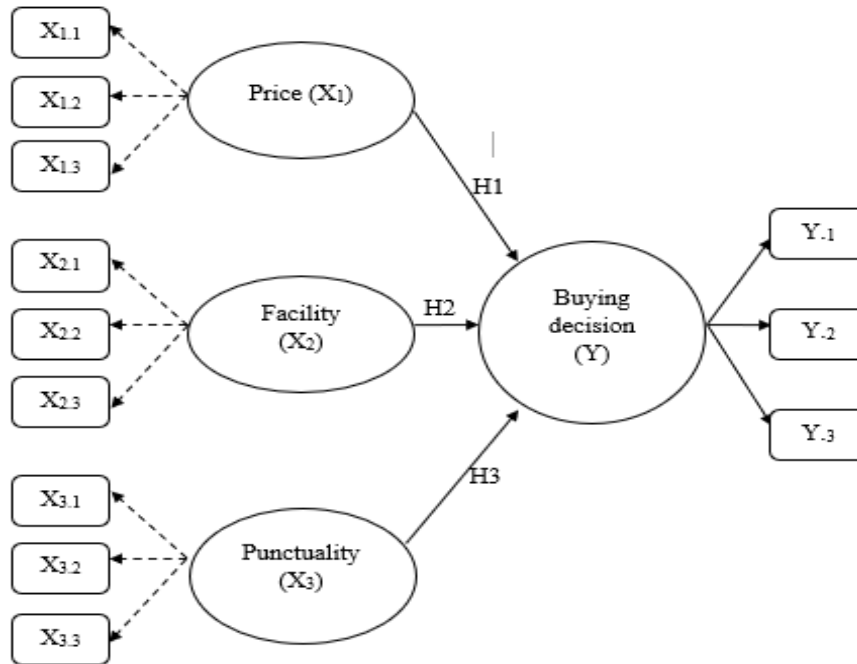 X1.1
X1.2
X1.3
Price (X1)
H1
X2.1
X2.2
X2.3
Facility
(X2)
H2
Buying
decision
(Y)
Y.1
Y.2
Y.3
H3
X3.1
X3.2
X3.3
Punctuality
(X3)